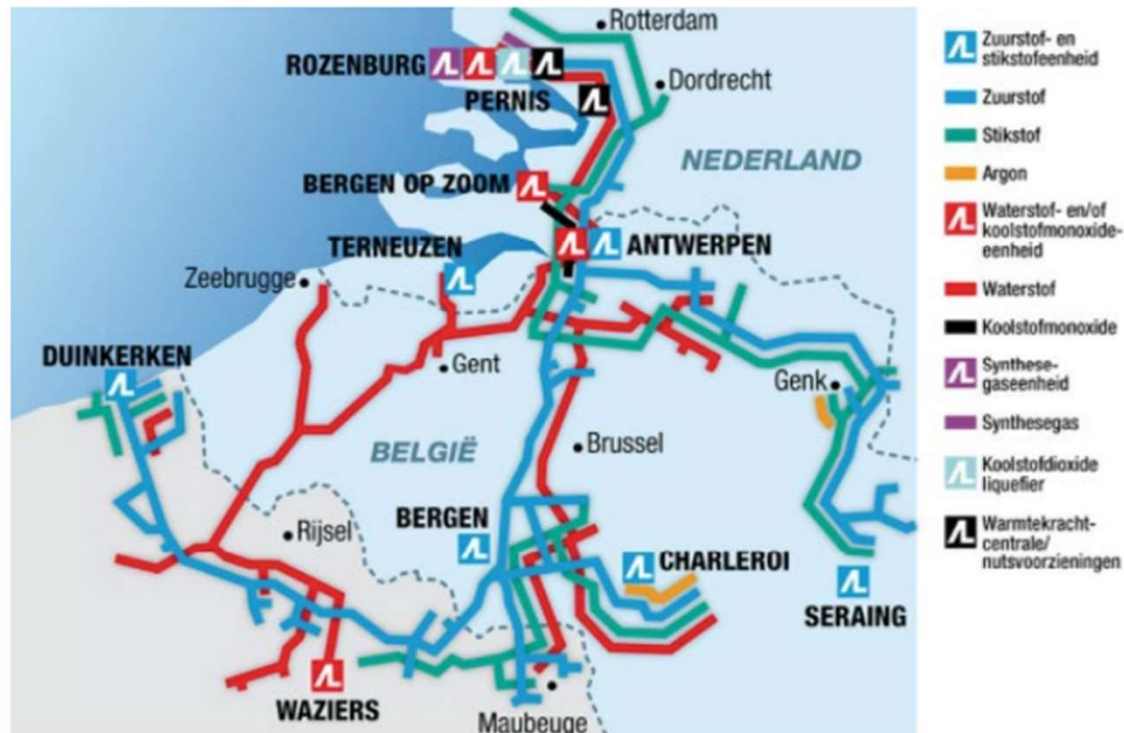 Rotterdam
ROZENBURG
PERNIS
Dordrecht
NEDERLAND
BERGEN OP ZOOM
TERNEUZEN
ANTWERPEN
Zeebrugge
DUINKERKEN
Gent
Genk
BELGIË
Brussel
BERGEN
Rijsel
CHARLEROI
SERAING
WAZIERS
Maubeuge
Zuurstof- en
stikstofeenheid
Zuurstof
Stikstof
Argon
Waterstof- en/of
koolstofmonoxide-
eenheid
Waterstof
Koolstofmonoxide
Synthese-
gaseenheid
Synthesegas
Koolstofdioxide
liquefier
Warmtekracht-
centrale/
nutsvoorzieningen